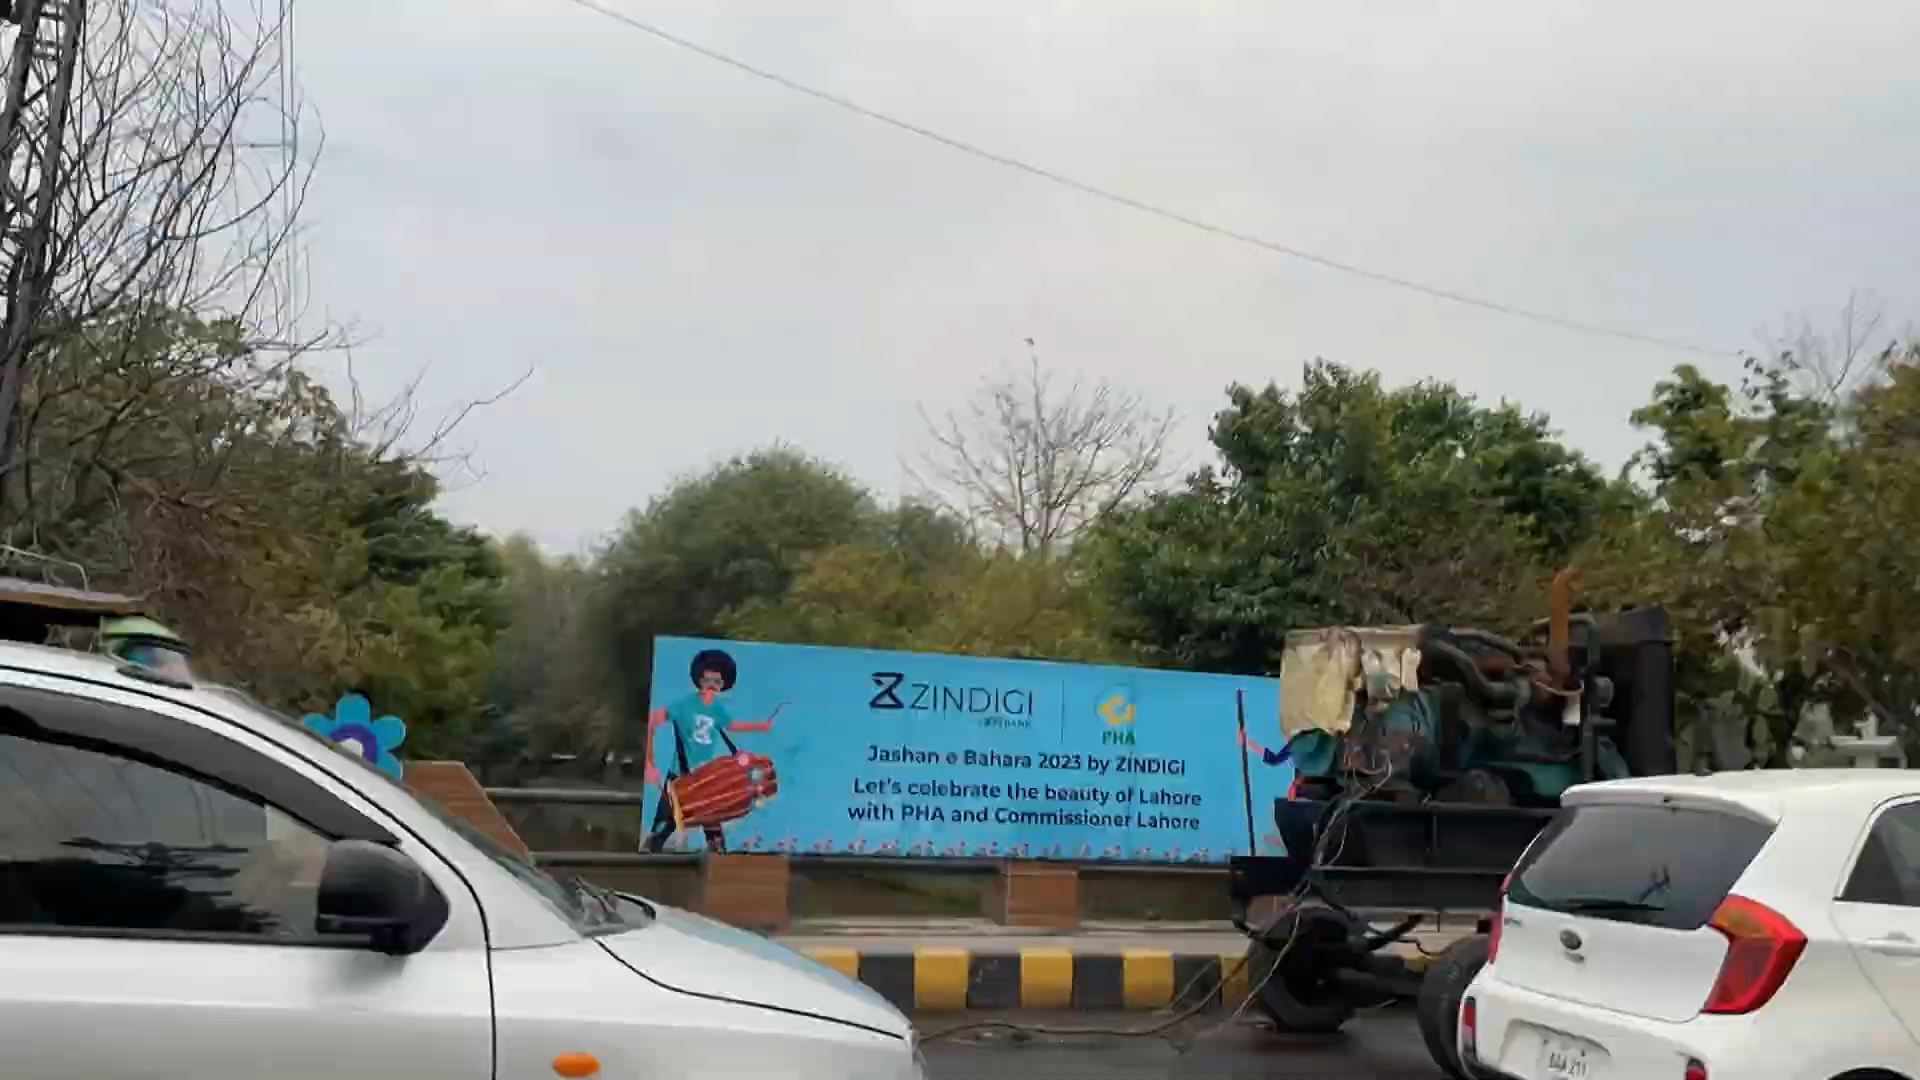 ZINDIGI
PHA
Jashan e Bahara 2023 by ZINDIGI
Let's celebrate the beauty of Lahore
with PHA and Commissioner Lahore